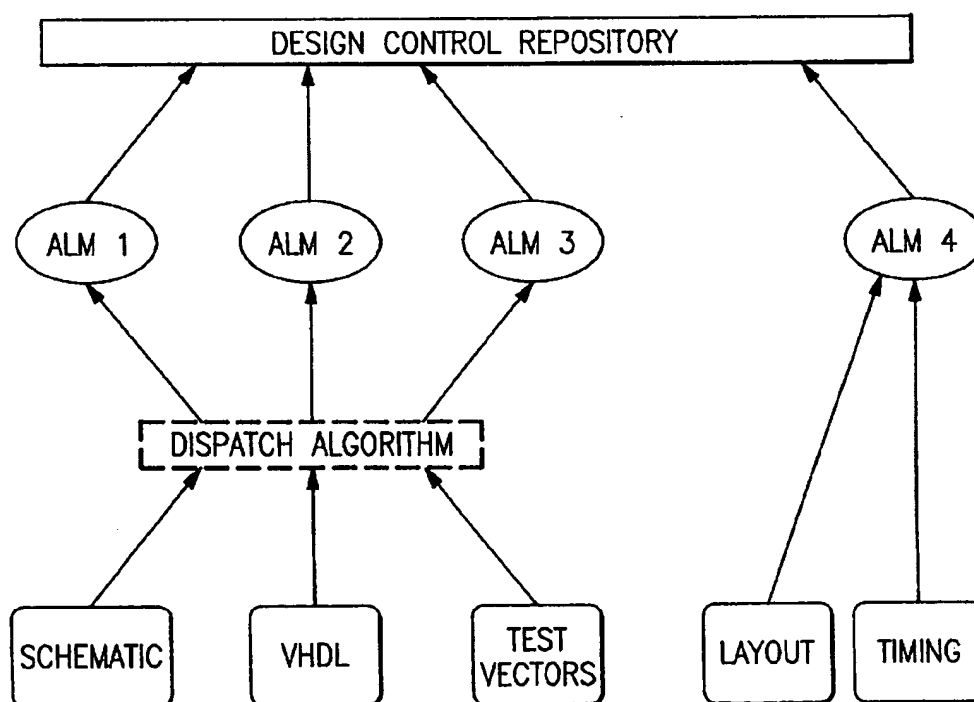 DESIGN CONTROL REPOSITORY
ALM 1
ALM 2
ALM 3
ALM 4
DISPATCH ALGORITHM
SCHEMATIC
VHDL
TEST
VECTORS
LAYOUT
TIMING